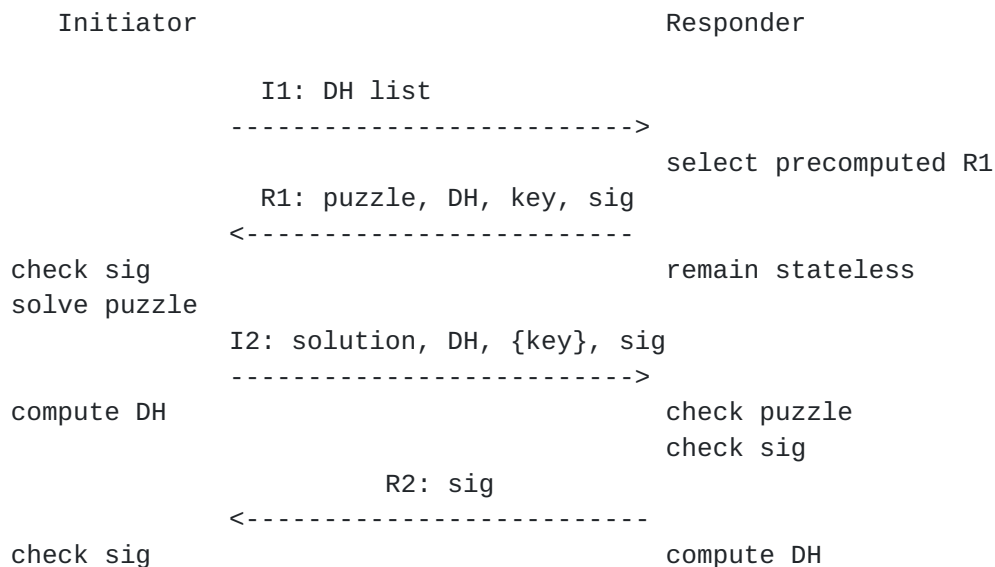 Initiator Responder
I1: DH list
-------------------------->
select precomputed R1
R1: puzzle, DH, key, sig
<-------------------------
check sig remain stateless
solve puzzle
I2: solution, DH, {key}, sig
-------------------------->
compute DH check puzzle
check sig
R2: sig
<--------------------------
check sig compute DH